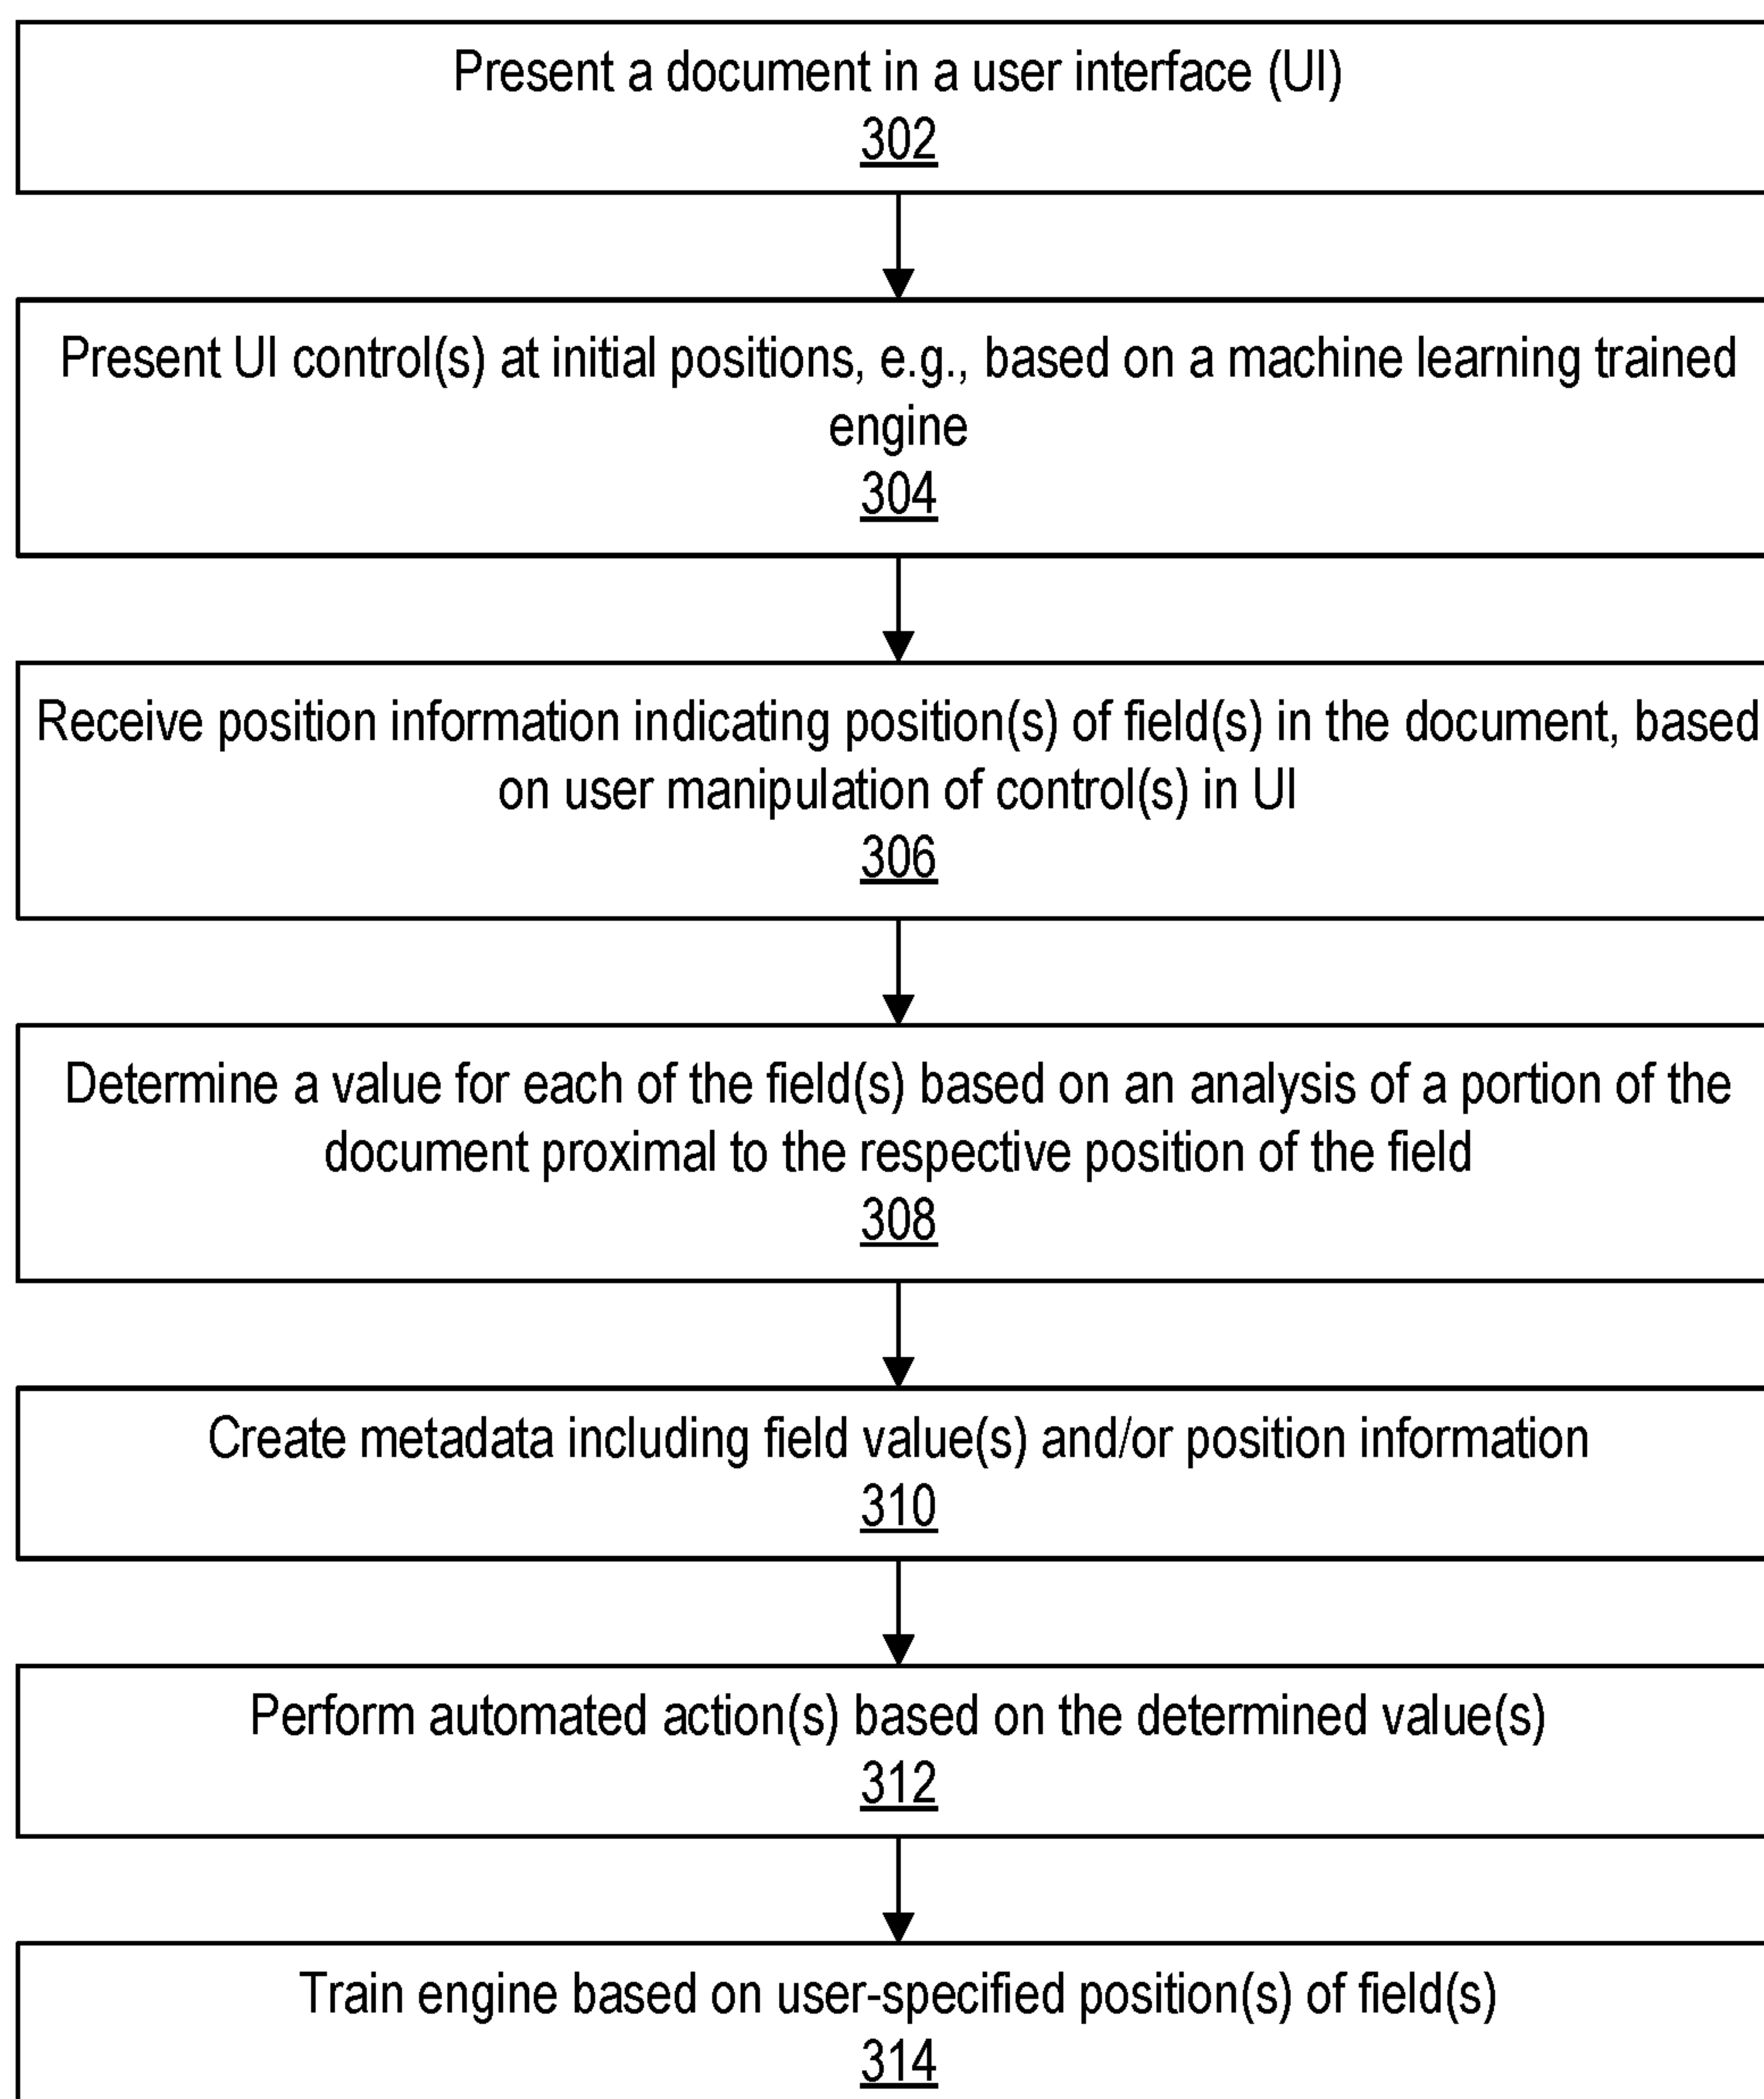 Present a document in a user interface (UI)
302
Present UI control(s) at initial positions, e.g., based on a machine learning trained
engine
304
Receive position information indicating position(s) of field(s) in the document, based
on user manipulation of control(s) in UI
306
Determine a value for each of the field(s) based on an analysis of a portion of the
document proximal to the respective position of the field
308
Create metadata including field value(s) and/or position information
310
Perform automated action(s) based on the determined value(s)
312
Train engine based on user-specified position(s) of field(s)
314